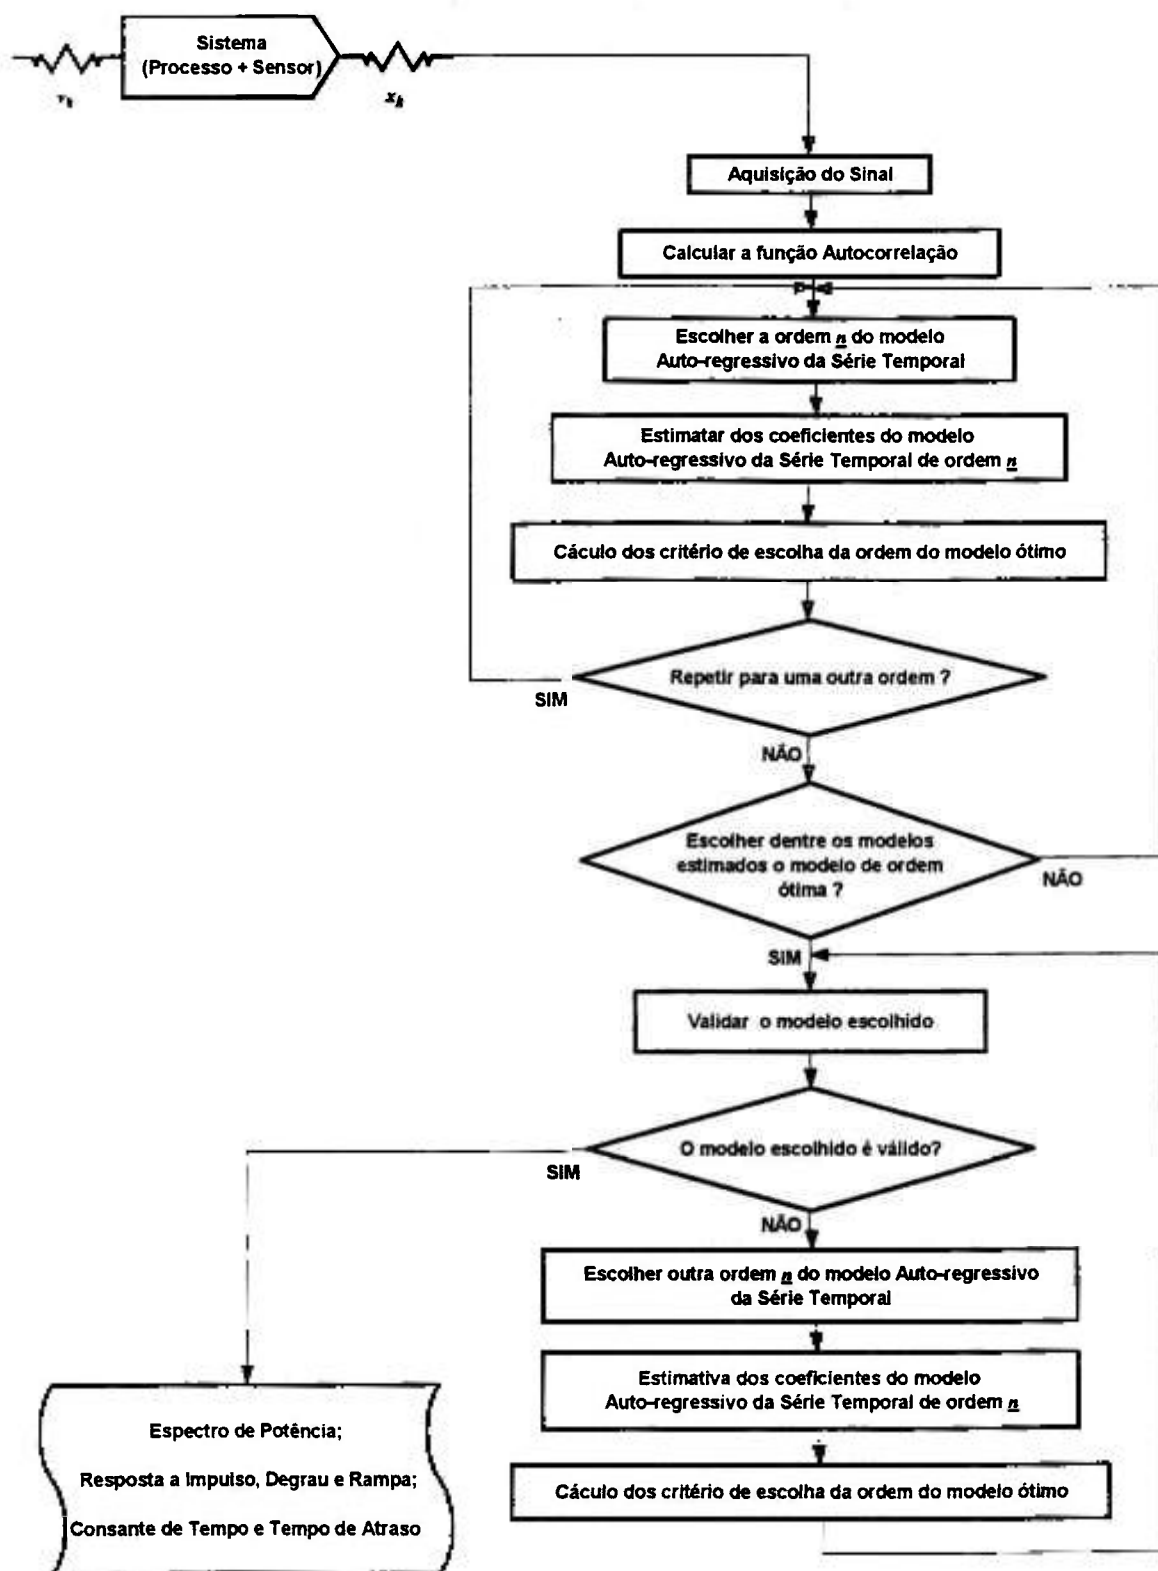 Sistema
(Processo + Sensor)
x_k
Aquisição do Sinal
Calcular a função Autocorrelação
Escolher a ordem n do modelo
Auto-regressivo da Série Temporal
Estimatar dos coeficientes do modelo
Auto-regressivo da Série Temporal de ordem n
Cáculo dos critério de escolha da ordem do modelo ótimo
Repetir para uma outra ordem ?
SIM
NÃO
Escolher dentre os modelos
estimados o modelo de ordem
ótima ?
NÃO
SIM
Validar o modelo escolhido
O modelo escolhido é válido?
SIM
NÃO
Escolher outra ordem n do modelo Auto-regressivo
da Série Temporal
Estimativa dos coeficientes do modelo
Auto-regressivo da Série Temporal de ordem n
Cáculo dos critério de escolha da ordem do modelo ótimo
Espectro de Potência;
Resposta a Impulso, Degrau e Rampa;
Consante de Tempo e Tempo de Atraso